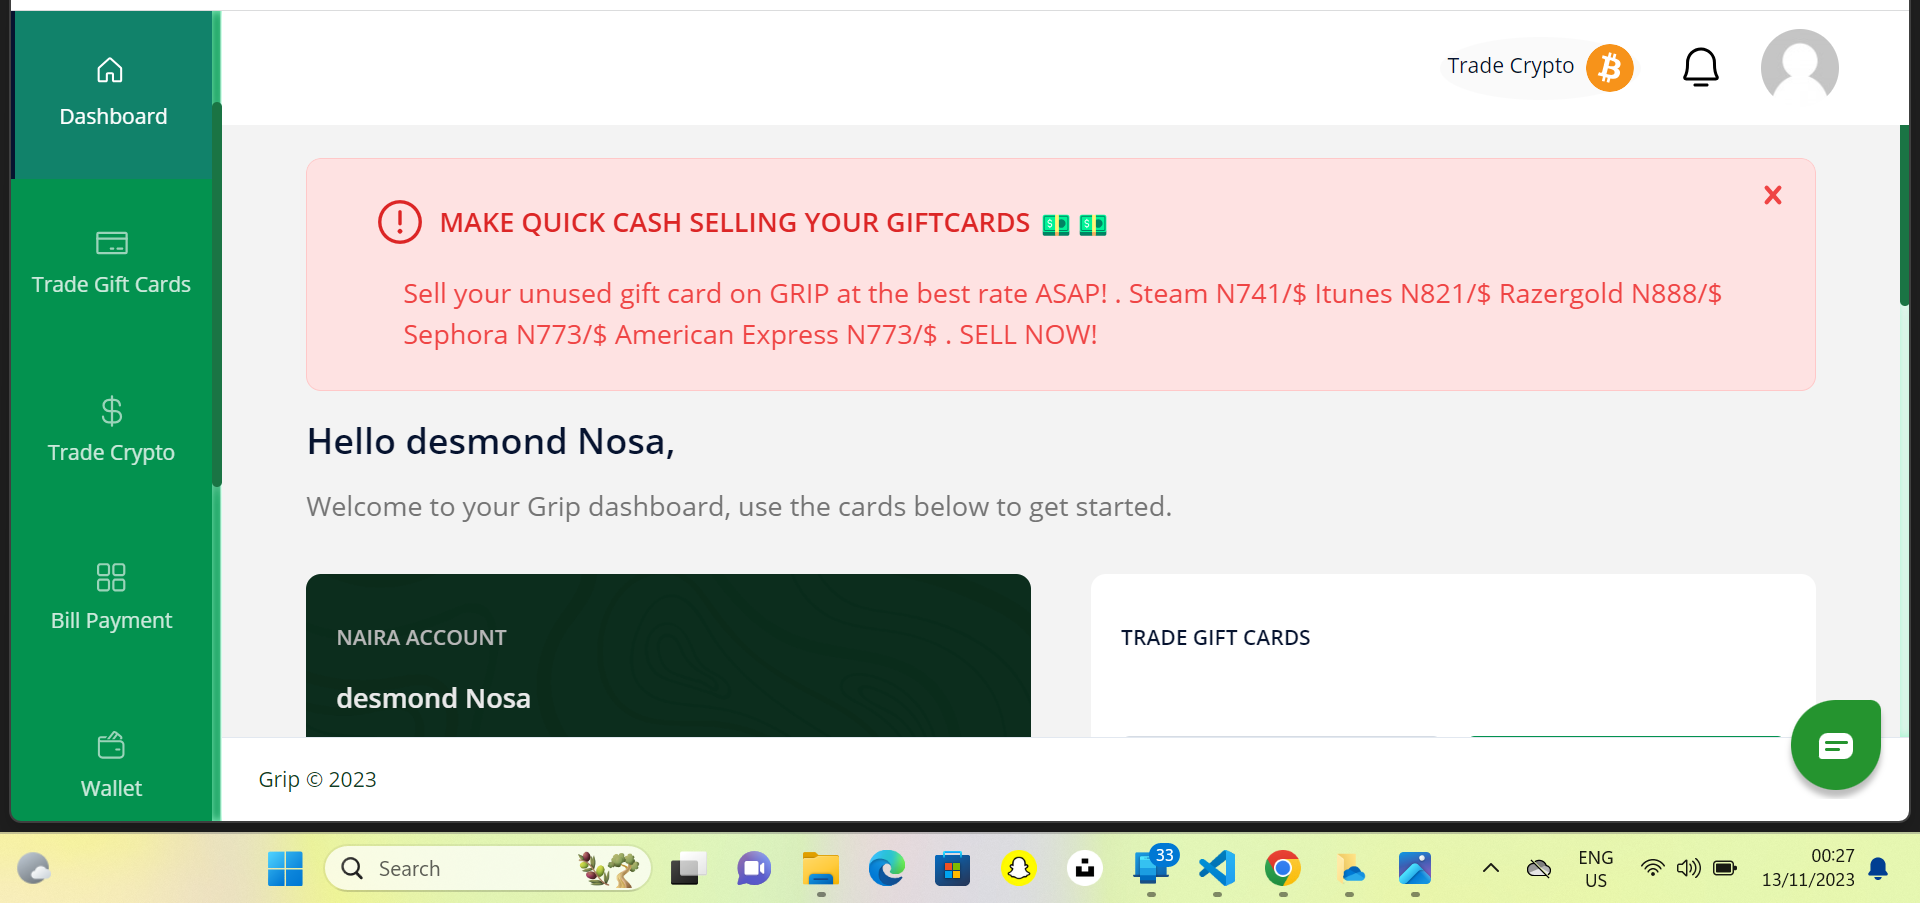 Trade Crypto
Dashboard
Trade Gift Cards
Trade Crypto
Bill Payment
Wallet
MAKE QUICK CASH SELLING YOUR GIFTCARDS 💵 💵
Sell your unused gift card on GRIP at the best rate ASAP! . Steam N741/$ Itunes N821/$ Razergold N888/$
Sephora N773/$ American Express N773/$ . SELL NOW!
Hello desmond Nosa,
Welcome to your Grip dashboard, use the cards below to get started.
NAIRA ACCOUNT
desmond Nosa
TRADE GIFT CARDS
Grip © 2023
Search
33
ENG
US
00:27
13/11/2023